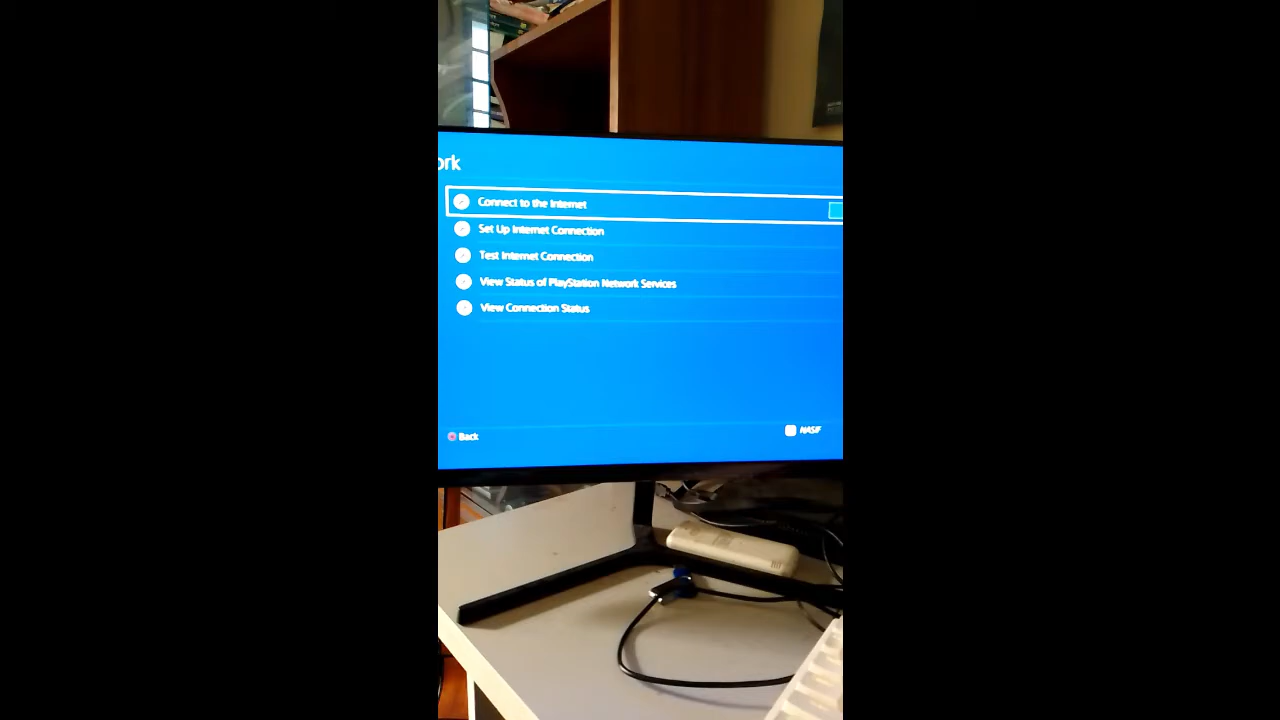 ork
Connect to the Internet
Set Up Internet Connection
Test Internet Connection
View Status of PlayStation Network Services
View Connection Status
Back
NASIF